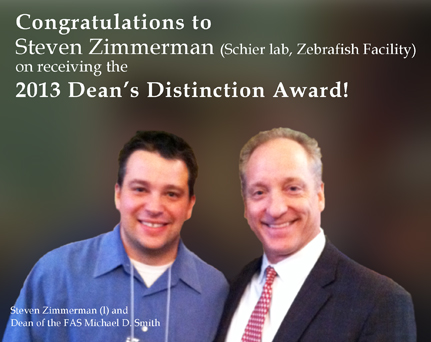 Congratulations to
Steven Zimmerman (Schier lab, Zebrafish Facility)
on receiving the
2013 Dean's Distinction Award!
Steven Zimmerman (l) and
Dean of the FAS Michael D. Smith